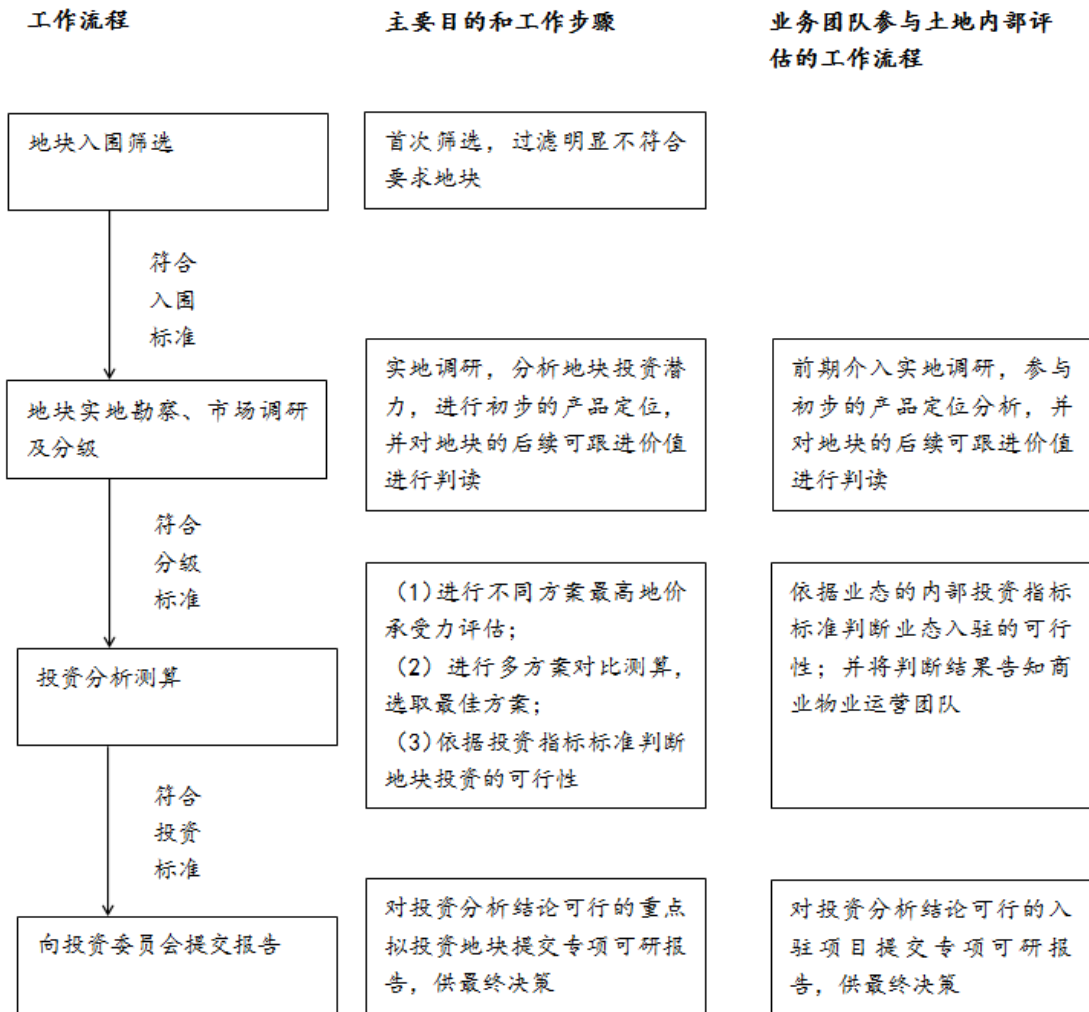 工作流程
主要目的和工作步骤
业务团队参与土地内部评
估的工作流程
地块入围筛选
首次筛选，过滤明显不符合
要求地块
符合
入围
标准
地块实地勘察、市场调研
及分级
实地调研，分析地块投资潜
力，进行初步的产品定位，
并对地块的后续可跟进价值
进行判读
前期介入实地调研，参与
初步的产品定位分析，并
对地块的后续可跟进价值
进行判读
符合
分级
标准
投资分析测算
（1)进行不同方案最高地价
承受力评估；
（2) 进行多方案对比测算，
选取最佳方案；
（3)依据投资指标标准判断
地块投资的可行性
依据业态的内部投资指标
标准判断业态入驻的可行
性；并将判断结果告知商
业物业运营团队
符合
投资
标准
向投资委员会提交报告
对投资分析结论可行的重点
拟投资地块提交专项可研报
告，供最终决策
对投资分析结论可行的入
驻项目提交专项可研报
告，供最终决策